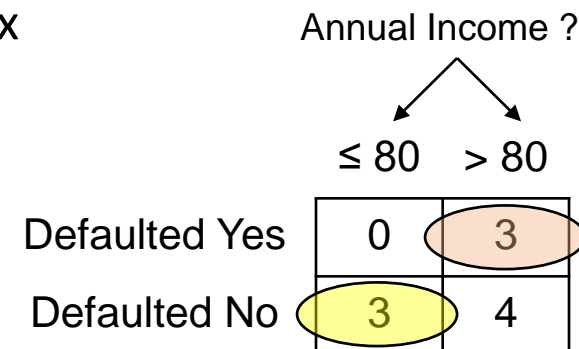 x Annual Income ?
≤ 80 > 80
Defaulted Yes 0 3
Defaulted No 3 4